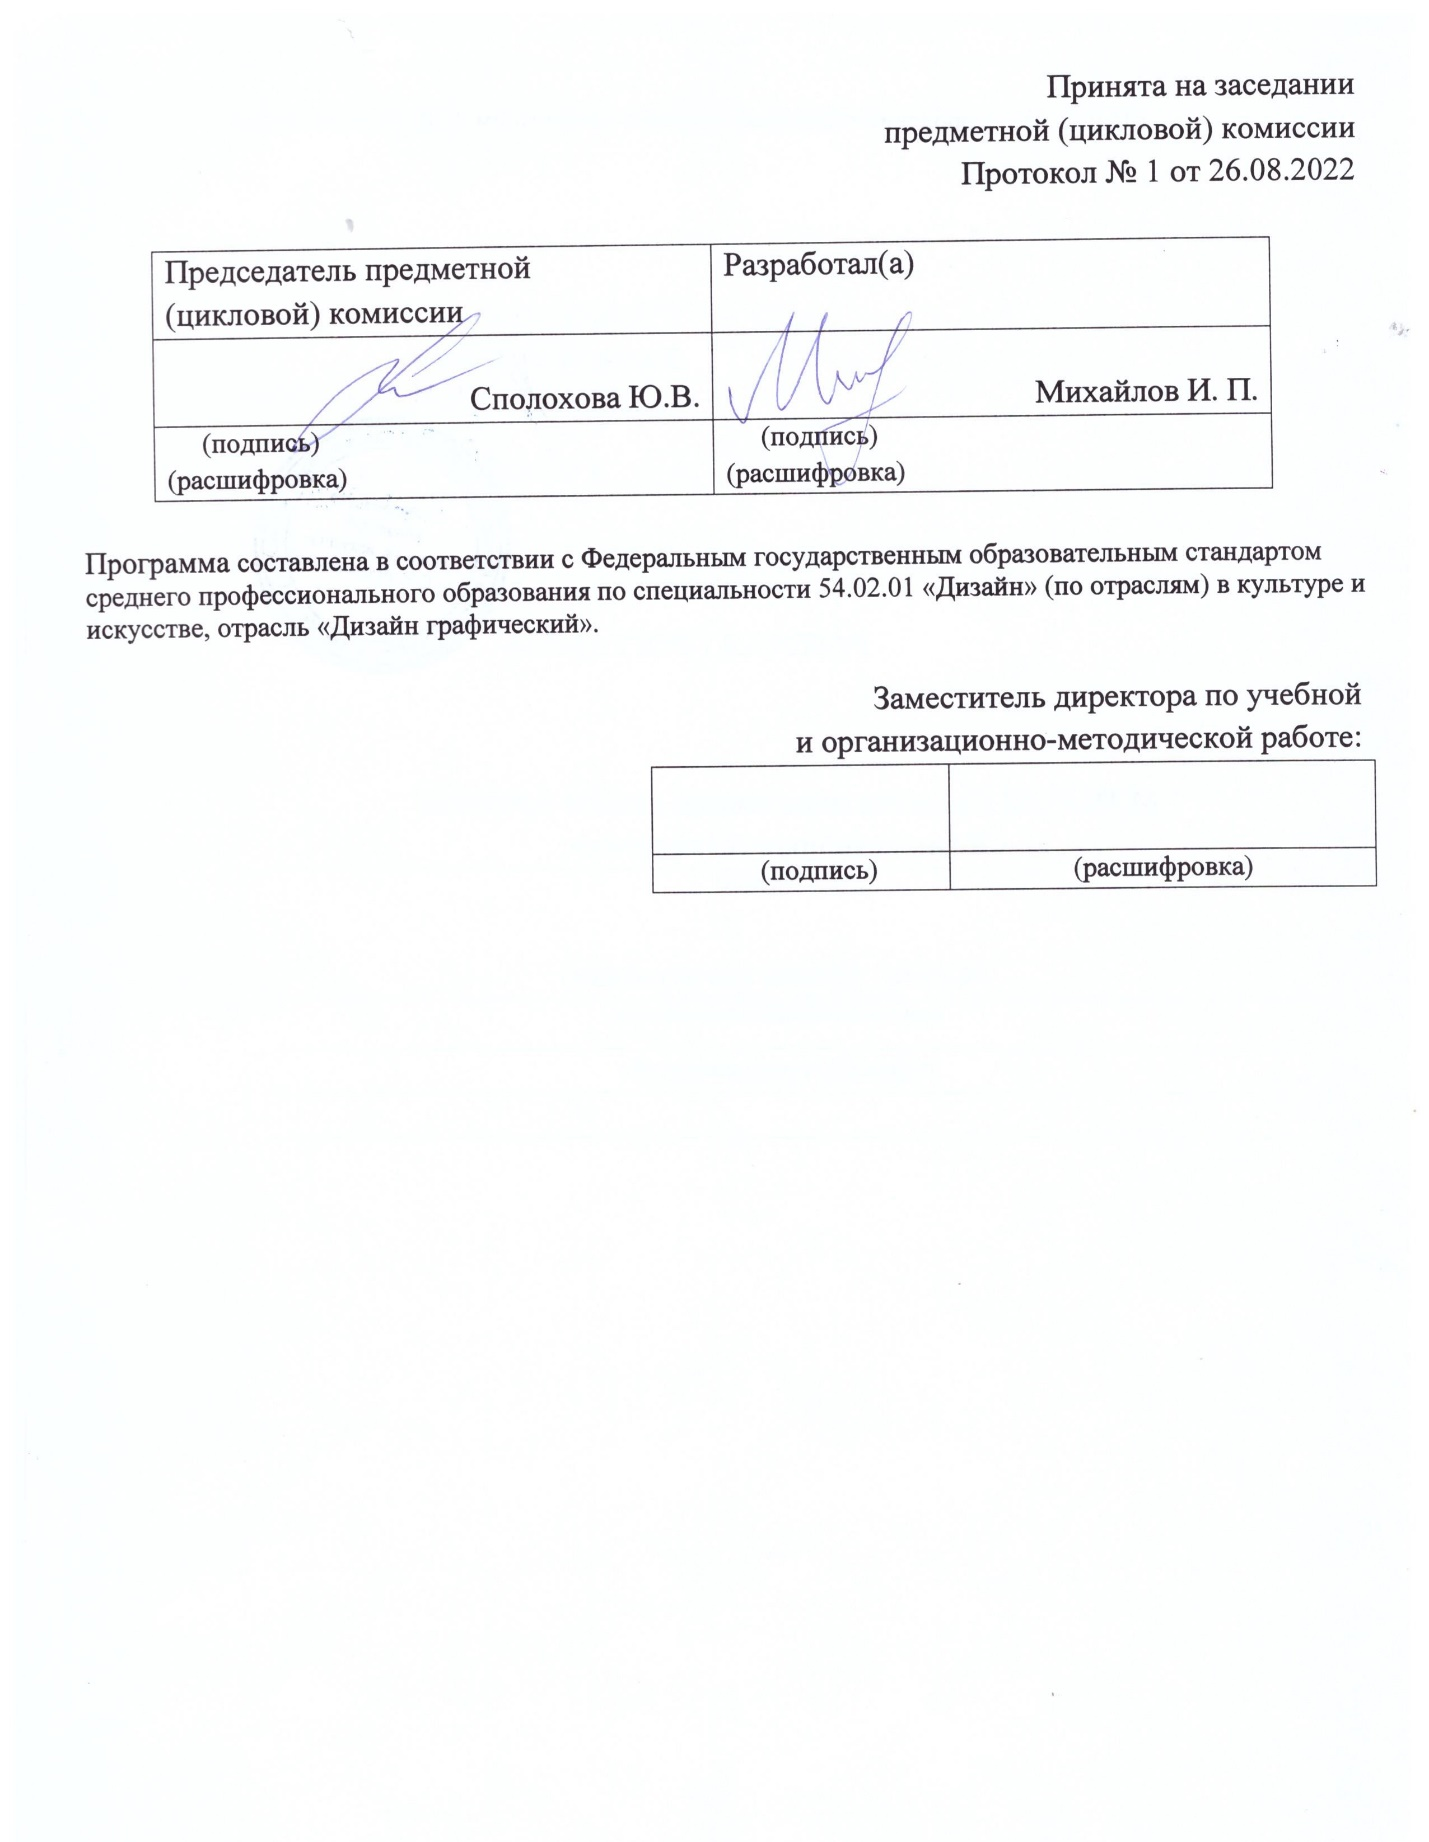 Принята на заседании
предметной (цикловой) комиссии
Протокол № 1 от 26.08.2022
Председатель предметной
(цикловой) комиссии
Разработал(а)
Сполохова Ю.В.
Михайлов И. П.
(подпись)
(расшифровка)
(подпись)
(расшифровка)
Программа составлена в соответствии с Федеральным государственным образовательным стандартом
среднего профессионального образования по специальности 54.02.01 «Дизайн» (по отраслям) в культуре и
искусстве, отрасль «Дизайн графический».
Заместитель директора по учебной
и организационно-методической работе:
(подпись)
(расшифровка)